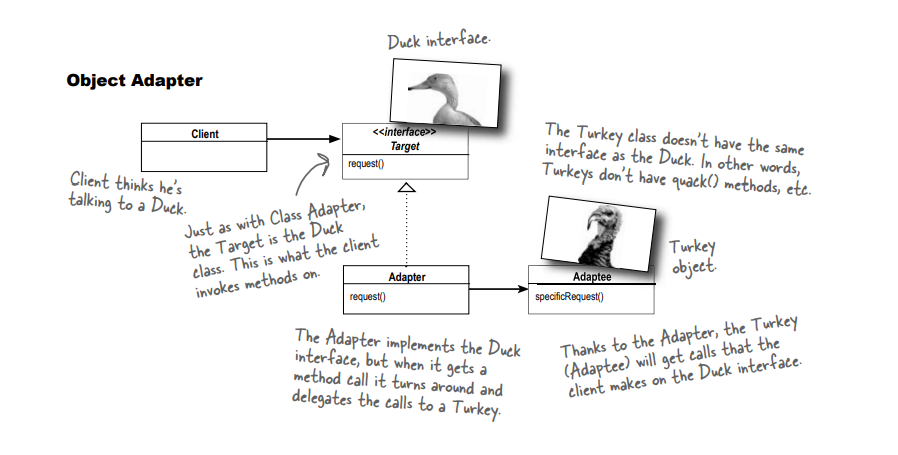 Duck interface.
Object Adapter
Client
<<interface>>
Target
request()
Client thinks he's
talking to a Duck.
Just as with Class Adapter,
the Target is the Duck
class. This is what the client
invokes methods on.
The Turkey class doesn't have the same
interface as the Duck. In other words,
Turkeys don't have quack() methods, etc.
Turkey
object.
Adapter
request()
Adaptee
specificRequest()
The Adapter implements the Duck
interface, but when it gets a
method call it turns around and
delegates the calls to a Turkey.
Thanks to the Adapter, the Turkey
(Adaptee) will get calls that the
client makes on the Duck interface.